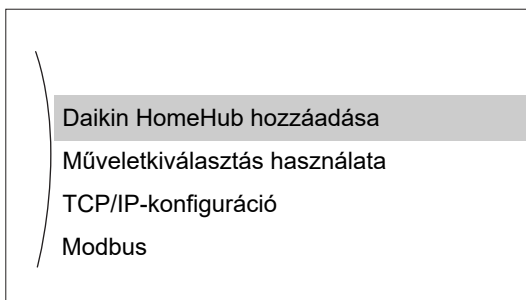 Daikin HomeHub hozzáadása
Műveletkiválasztás használata
TCP/IP-konfiguráció
Modbus